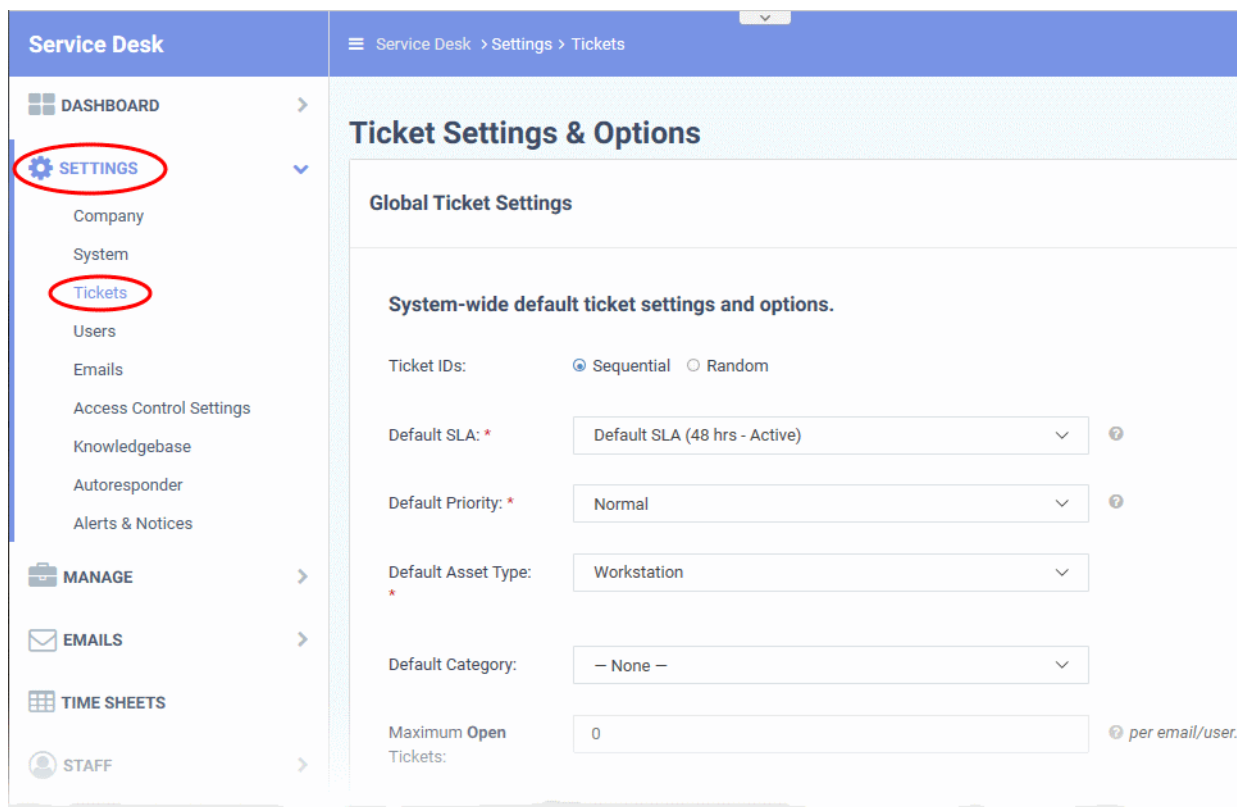 Service Desk
Service Desk > Settings > Tickets
DASHBOARD
SETTINGS
Company
System
Tickets
Users
Emails
Access Control Settings
Knowledgebase
Autoresponder
Alerts & Notices
MANAGE
EMAILS
TIME SHEETS
STAFF
Ticket Settings & Options
Global Ticket Settings
System-wide default ticket settings and options.
Ticket IDs: Sequential Random
Default SLA: * Default SLA (48 hrs - Active)
Default Priority: * Normal
Default Asset Type: Workstation
*
Default Category: — None —
Maximum Open 0 per email/user.
Tickets: